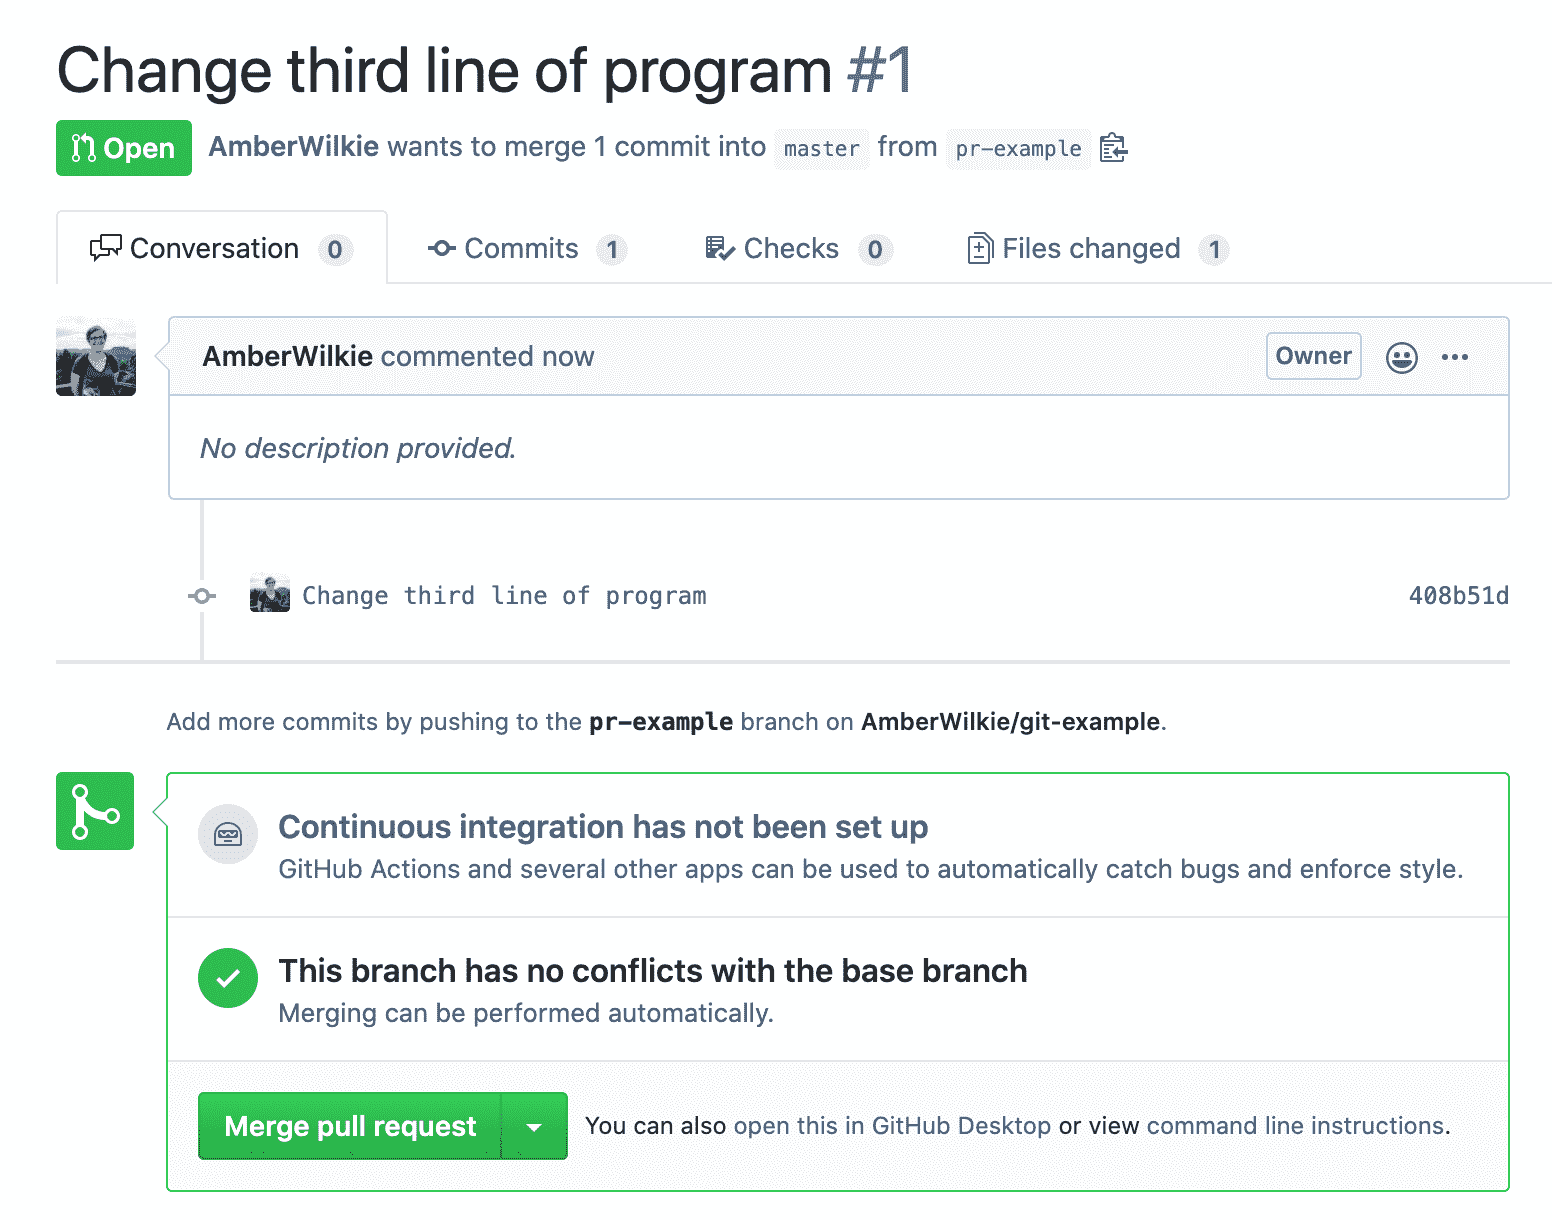 Change third line of program #1
Open AmberWilkie wants to merge 1 commit into master from pr-example
Conversation 0 Commits 1 Checks 0 Files changed 1
AmberWilkie commented now Owner
No description provided.
Change third line of program 408b51d
Add more commits by pushing to the pr-example branch on AmberWilkie/git-example.
Continuous integration has not been set up
GitHub Actions and several other apps can be used to automatically catch bugs and enforce style.
This branch has no conflicts with the base branch
Merging can be performed automatically.
Merge pull request You can also open this in GitHub Desktop or view command line instructions.